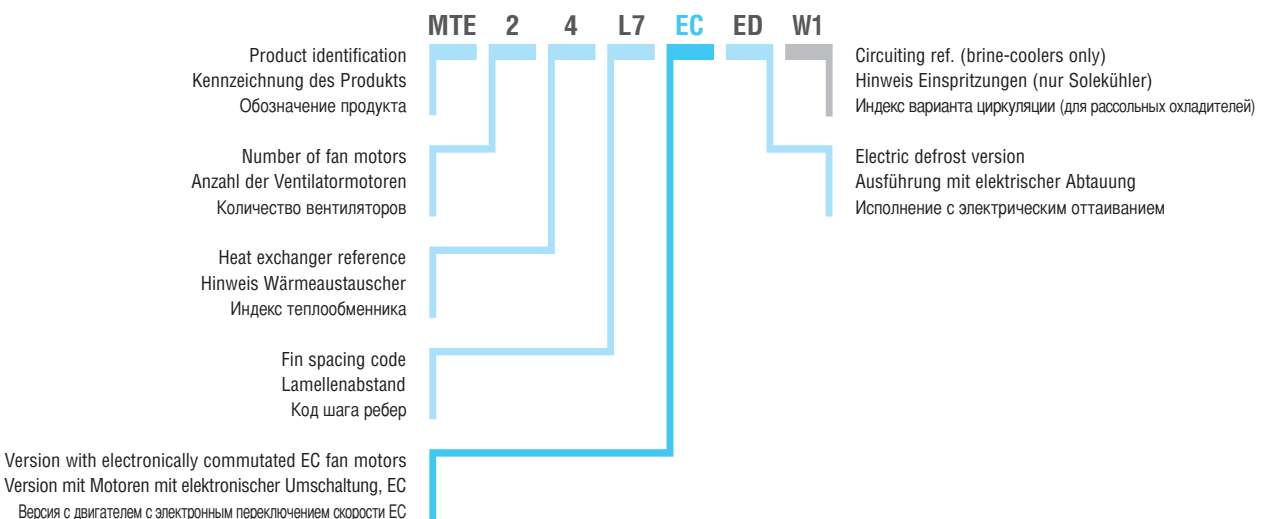 MTE 2 4 L7 EC ED W1
Product identification
Kennzeichnung des Produkts
Обозначение продукта
Number of fan motors
Anzahl der Ventilatormotoren
Количество вентиляторов
Heat exchanger reference
Hinweis Wärmeaustauscher
Индекс теплообменника
Fin spacing code
Lamellenabstand
Код шага ребер
Version with electronically commutated EC fan motors
Version mit Motoren mit elektronischer Umschaltung, EC
Версия с двигателем с электронным переключением скорости EC
Circuiting ref. (brine-coolers only)
Hinweis Einspritzungen (nur Solekühler)
Индекс варианта циркуляции (для рассольных охладителей)
Electric defrost version
Ausführung mit elektrischer Abtauung
Исполнение с электрическим оттаиванием